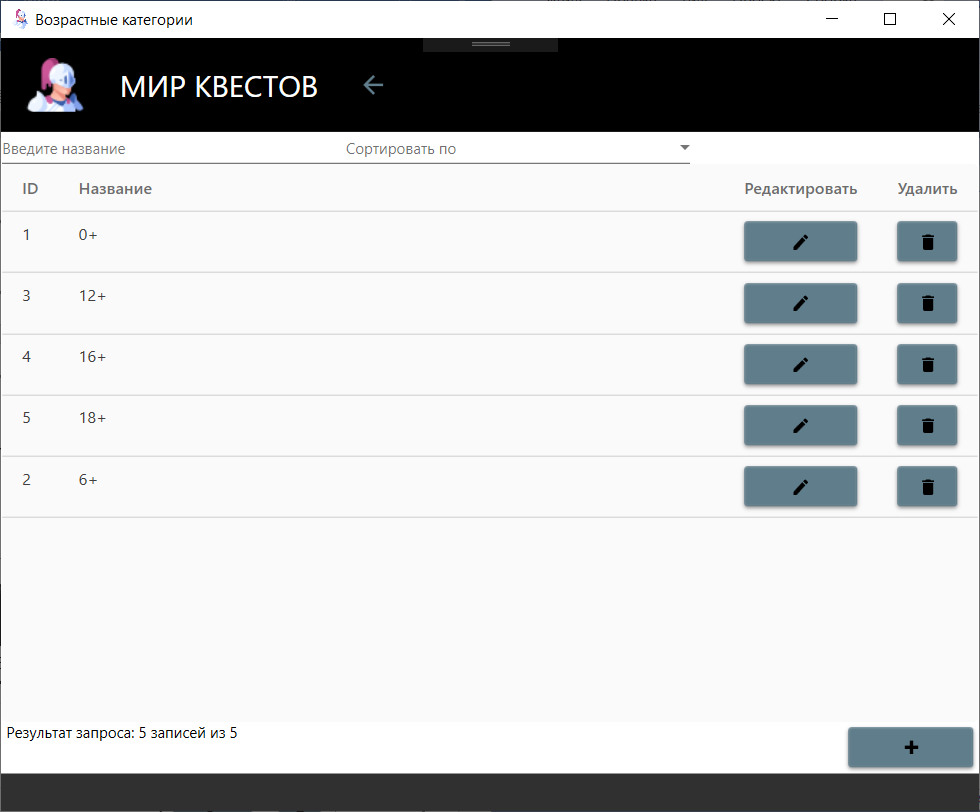 Возрастные категории
МИР КВЕСТОВ
Введите название Сортировать по
ID Название Редактировать Удалить
1 0+
3 12+
4 16+
5 18+
2 6+
Результат запроса: 5 записей из 5